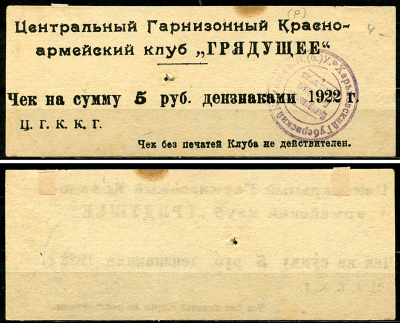 Центральный Гарнизонный Красно-
армейский клуб „ГРЯДУЩЕЕ“
Чек на сумму 5 руб. дензнаками 1922 г.
Ц. Г. К. К. Г.
Чек без печатей Клуба не действителен.